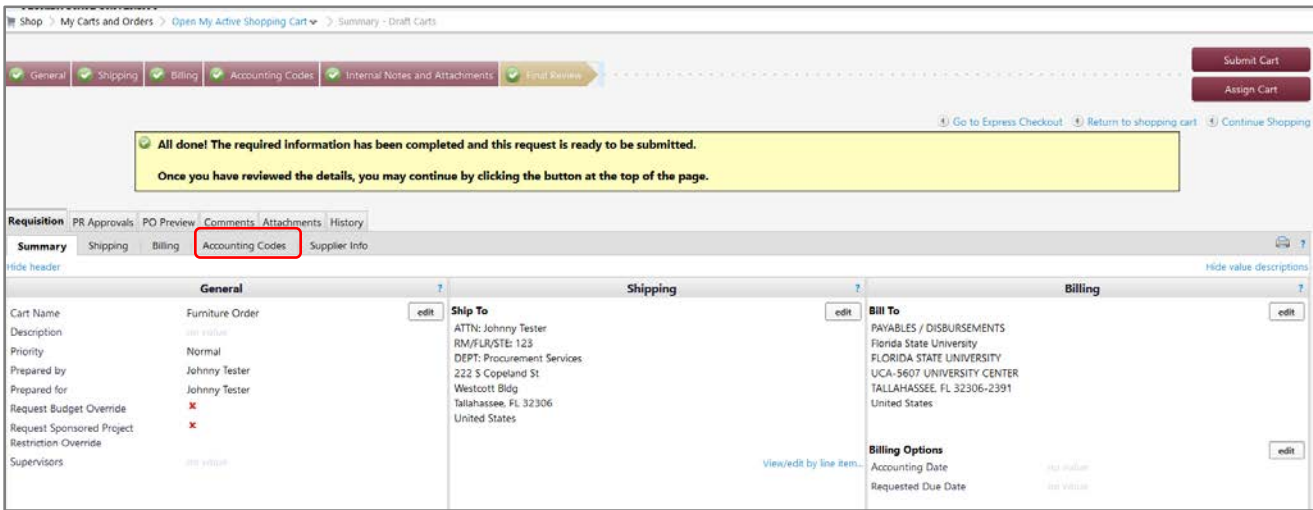 Shop > My Carts and Orders > Open My Active Shopping Cart > Summary - Draft Carts
General Shipping Billing Accounting Codes Internal Notes and Attachments Final Review
Submit Cart
Assign Cart
Go to Express Checkout Return to shopping cart Continue Shopping
All done! The required information has been completed and this request is ready to be submitted.
Once you have reviewed the details, you may continue by clicking the button at the top of the page.
Requisition PR Approvals PO Preview Comments Attachments History
Summary Shipping Billing Accounting Codes Supplier Info ?
Hide header Hide value descriptions
General ? Shipping ? Billing ?
Cart Name Furniture Order edit
Description no value
Priority Normal
Prepared by Johnny Tester
Prepared for Johnny Tester
Request Budget Override x
Request Sponsored Project x
Restriction Override
Supervisors no value
Ship To edit
ATTN: Johnny Tester
RM/FLR/STE: 123
DEPT: Procurement Services
222 S Copeland St
Westcott Bldg
Tallahassee, FL 32306
United States
View/edit by line item...
Bill To edit
PAYABLES / DISBURSEMENTS
Florida State University
FLORIDA STATE UNIVERSITY
UCA-5607 UNIVERSITY CENTER
TALLAHASSEE, FL 32306-2391
United States
Billing Options edit
Accounting Date no value
Requested Due Date no value